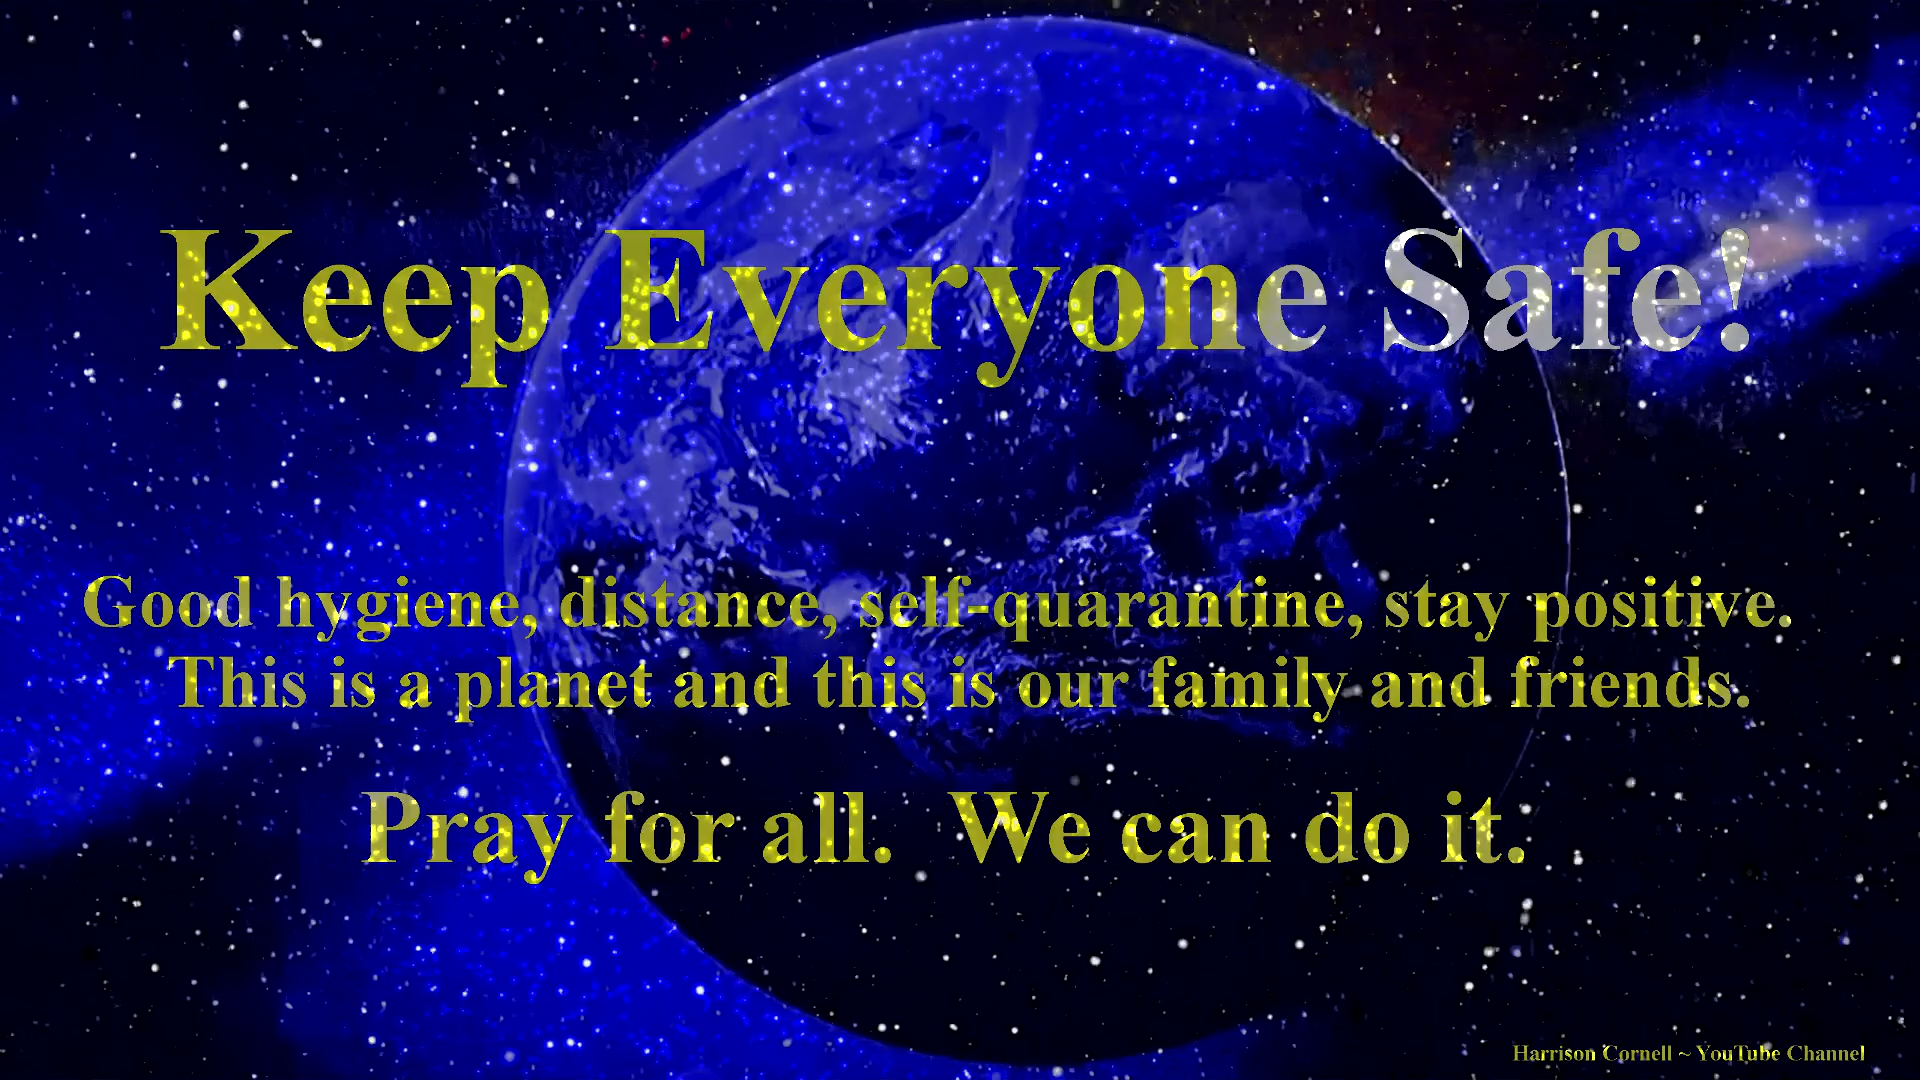 Keep Everyone Safe!
Good hygiene, distance, self-quarantine, stay positive.
This is a planet and this is our family and friends.
Pray for all.  We can do it.
Harrison Cornell ~ YouTube Channel